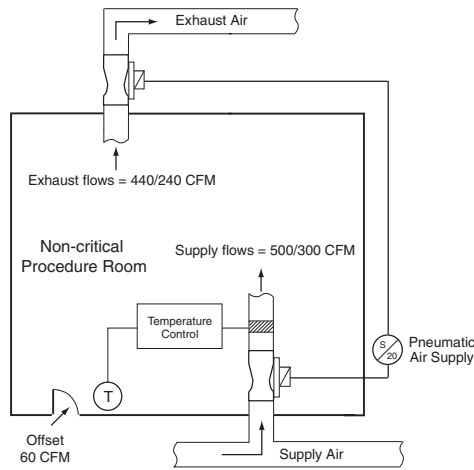 Exhaust Air
Exhaust flows = 440/240 CFM
Non-critical
Procedure Room
Supply flows = 500/300 CFM
Temperature
Control
S/20
Pneumatic
Air Supply
T
Offset
60 CFM
Supply Air